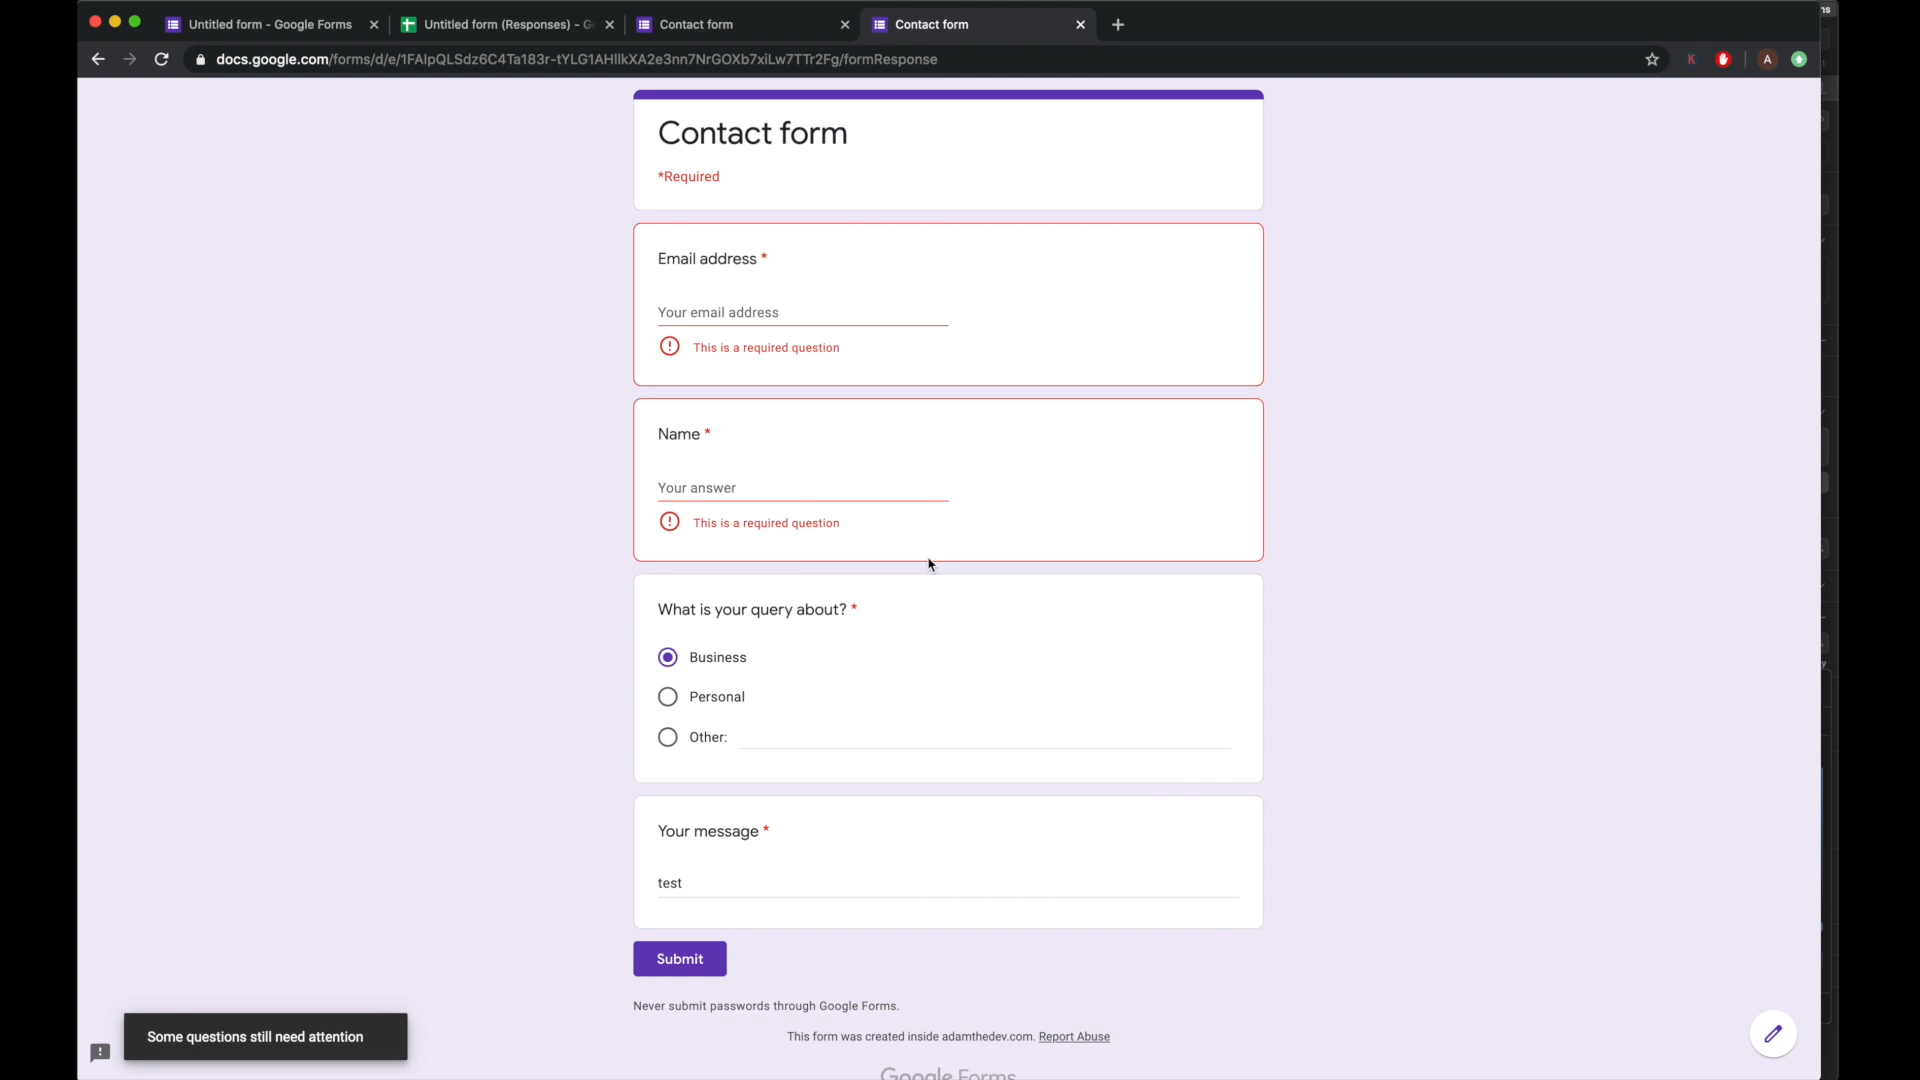 Untitled form - Google Forms
Untitled form (Responses) - G
Contact form
Contact form
docs.google.com/forms/d/e/1FAIpQLSdz6C4Ta183r-tYLG1AHIlkXA2e3nn7NrGOXb7xiLw7TTr2Fg/formResponse
K
A
Contact form
*Required
Email address *
Your email address
This is a required question
Name *
Your answer
This is a required question
What is your query about? *
Business
Personal
Other:
Your message *
test
Submit
Never submit passwords through Google Forms.
This form was created inside adamthedev.com. Report Abuse
Google Forms
Some questions still need attention